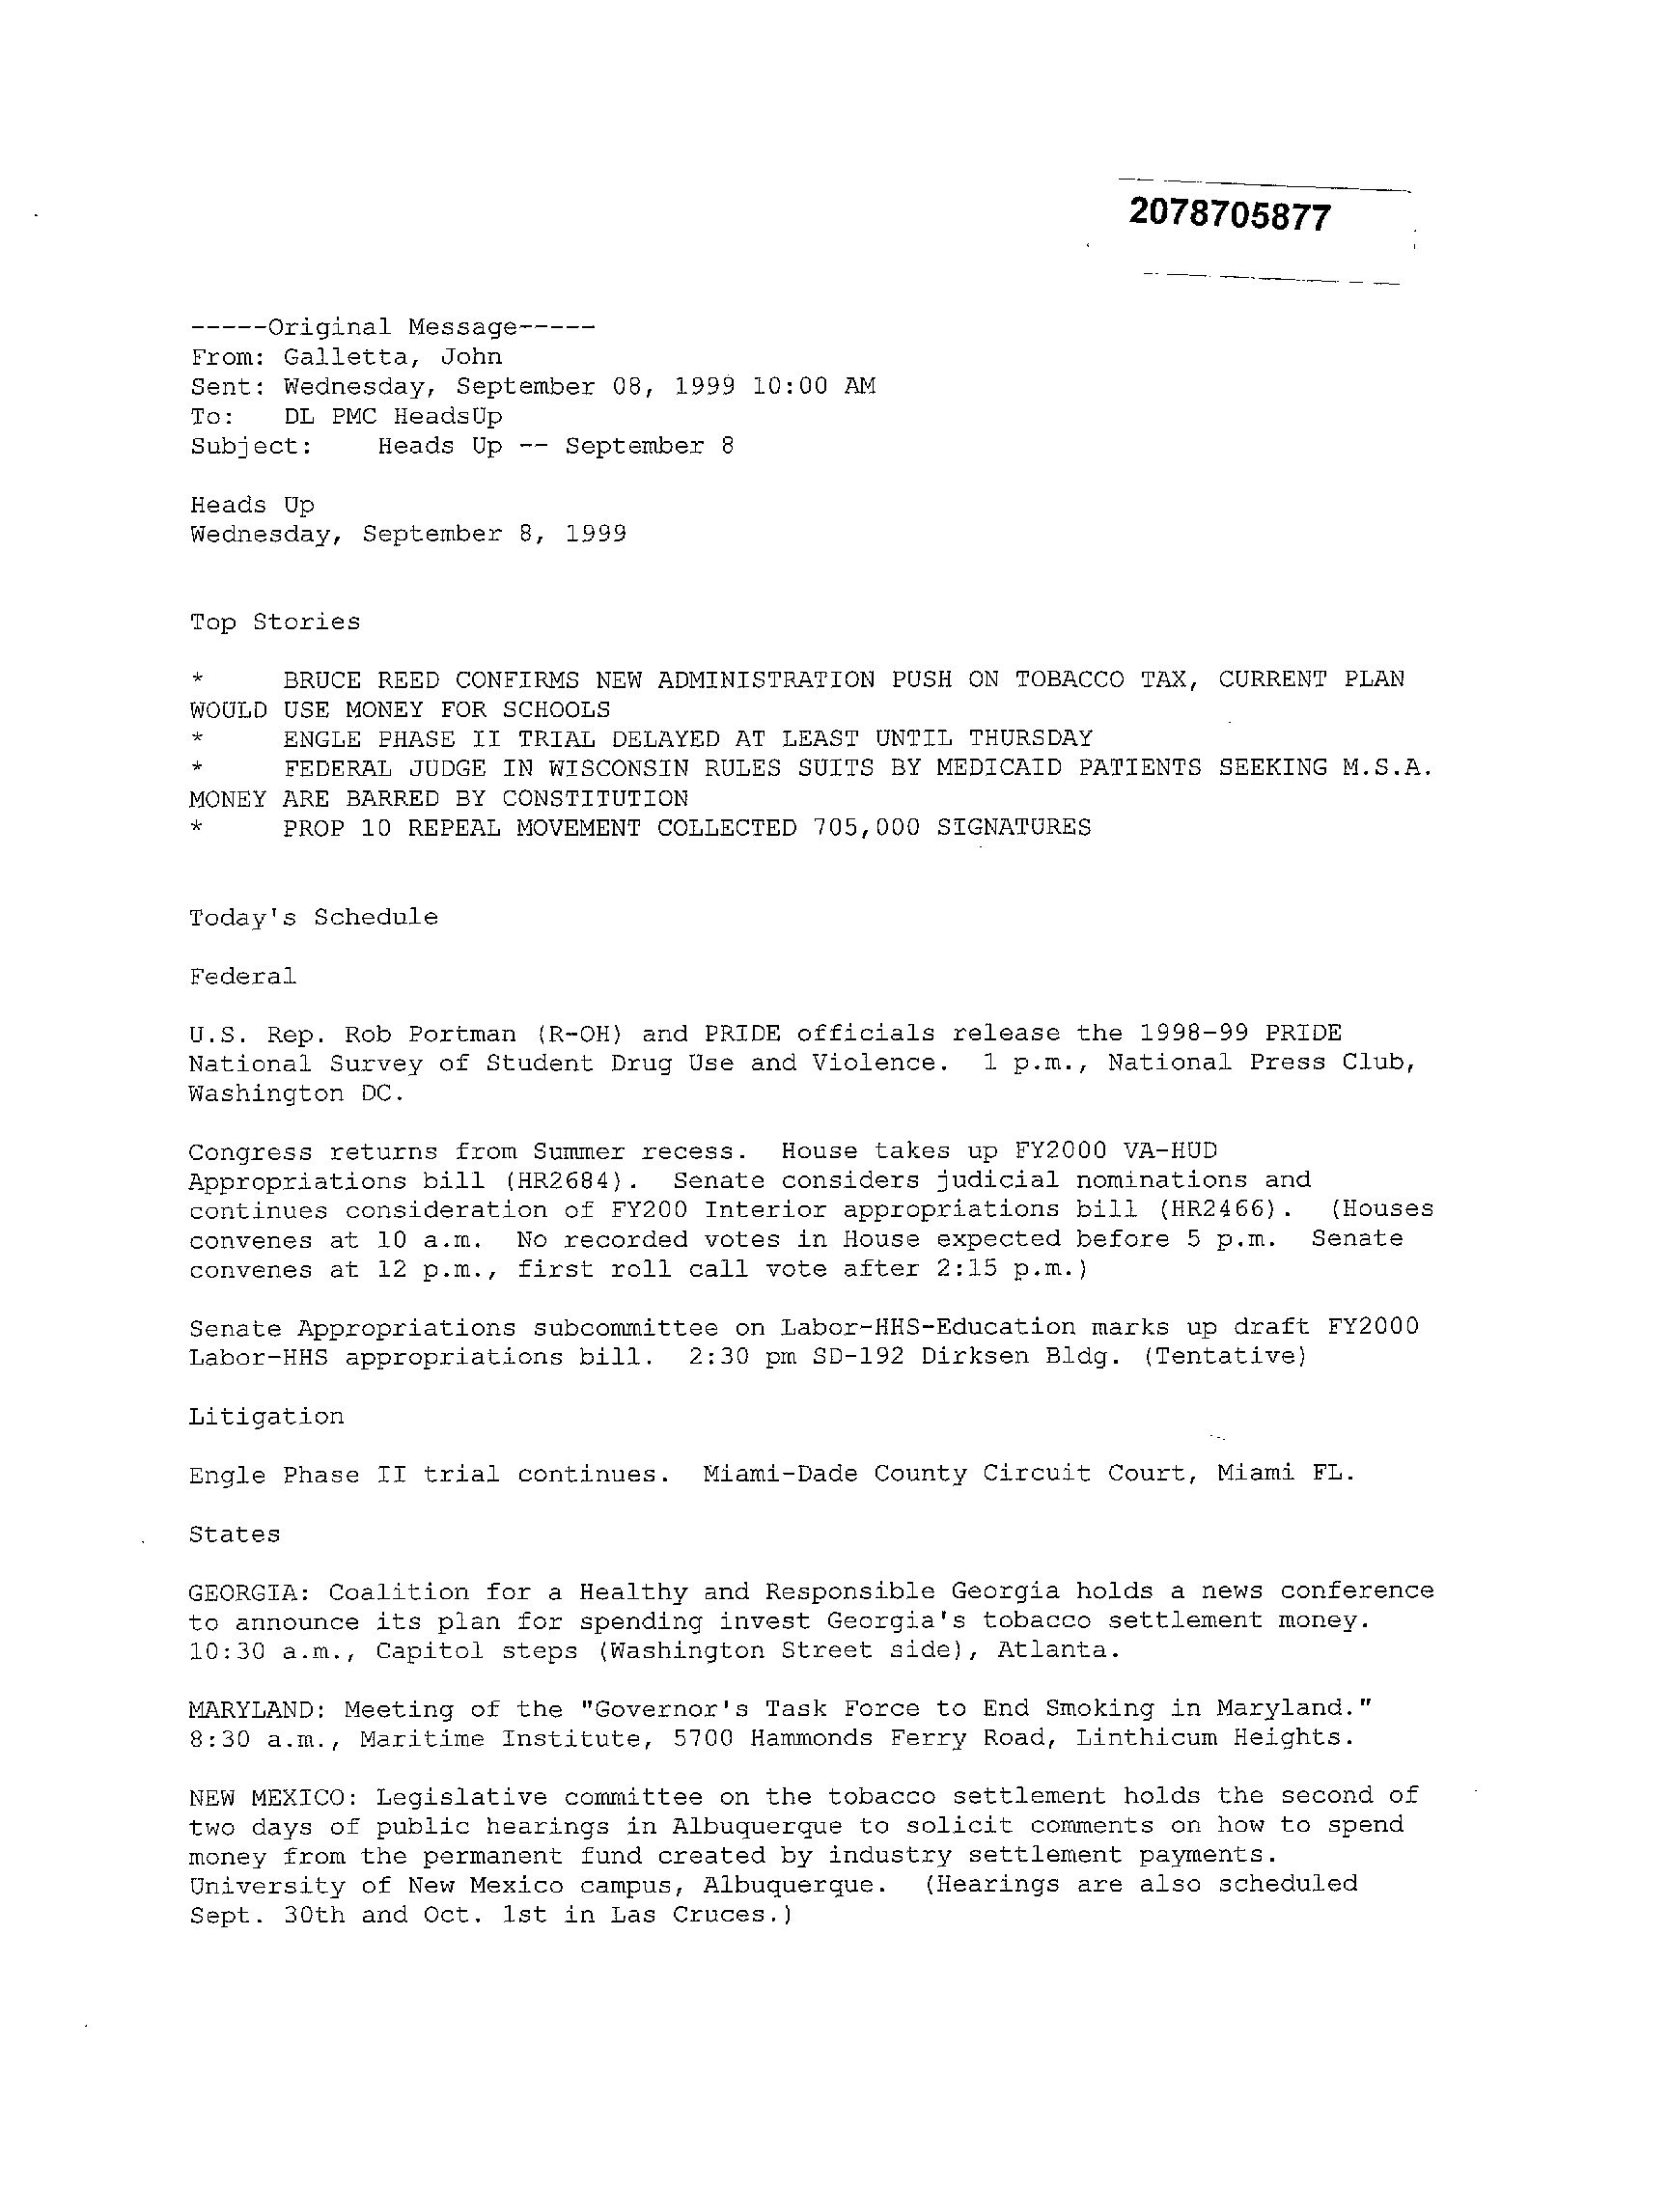 2078705877
-----Original Message-----
From: Galletta, John
Sent: Wednesday, September 08, 1999 10:00 AM
To: DL PMC HeadsUp
Subject: Heads Up -- September 8
Heads Up
Wednesday, September 8, 1999
Top Stories
* BRUCE REED CONFIRMS NEW ADMINISTRATION PUSH ON TOBACCO TAX, CURRENT PLAN
WOULD USE MONEY FOR SCHOOLS
* ENGLE PHASE II TRIAL DELAYED AT LEAST UNTIL THURSDAY
* FEDERAL JUDGE IN WISCONSIN RULES SUITS BY MEDICAID PATIENTS SEEKING M.S.A.
MONEY ARE BARRED BY CONSTITUTION
* PROP 10 REPEAL MOVEMENT COLLECTED 705,000 SIGNATURES
Today's Schedule
Federal
U.S. Rep. Rob Portman (R-OH) and PRIDE officials release the 1998-99 PRIDE
National Survey of Student Drug Use and Violence. 1 p.m., National Press Club,
Washington DC.
Congress returns from Summer recess. House takes up FY2000 VA-HUD
Appropriations bill (HR2684). Senate considers judicial nominations and
continues consideration of FY200 Interior appropriations bill (HR2466). (Houses
convenes at 10 a.m. No recorded votes in House expected before 5 p.m. Senate
convenes at 12 p.m., first roll call vote after 2:15 p.m.)
Senate Appropriations subcommittee on Labor-HHS-Education marks up draft FY2000
Labor-HHS appropriations bill. 2:30 pm SD-192 Dirksen Bldg. (Tentative)
Litigation
Engle Phase II trial continues. Miami-Dade County Circuit Court, Miami FL.
States
GEORGIA: Coalition for a Healthy and Responsible Georgia holds a news conference
to announce its plan for spending invest Georgia's tobacco settlement money.
10:30 a.m., Capitol steps (Washington Street side), Atlanta.
MARYLAND: Meeting of the "Governor's Task Force to End Smoking in Maryland."
8:30 a.m., Maritime Institute, 5700 Hammonds Ferry Road, Linthicum Heights.
NEW MEXICO: Legislative committee on the tobacco settlement holds the second of
two days of public hearings in Albuquerque to solicit comments on how to spend
money from the permanent fund created by industry settlement payments.
University of New Mexico campus, Albuquerque. (Hearings are also scheduled
Sept. 30th and Oct. 1st in Las Cruces.)